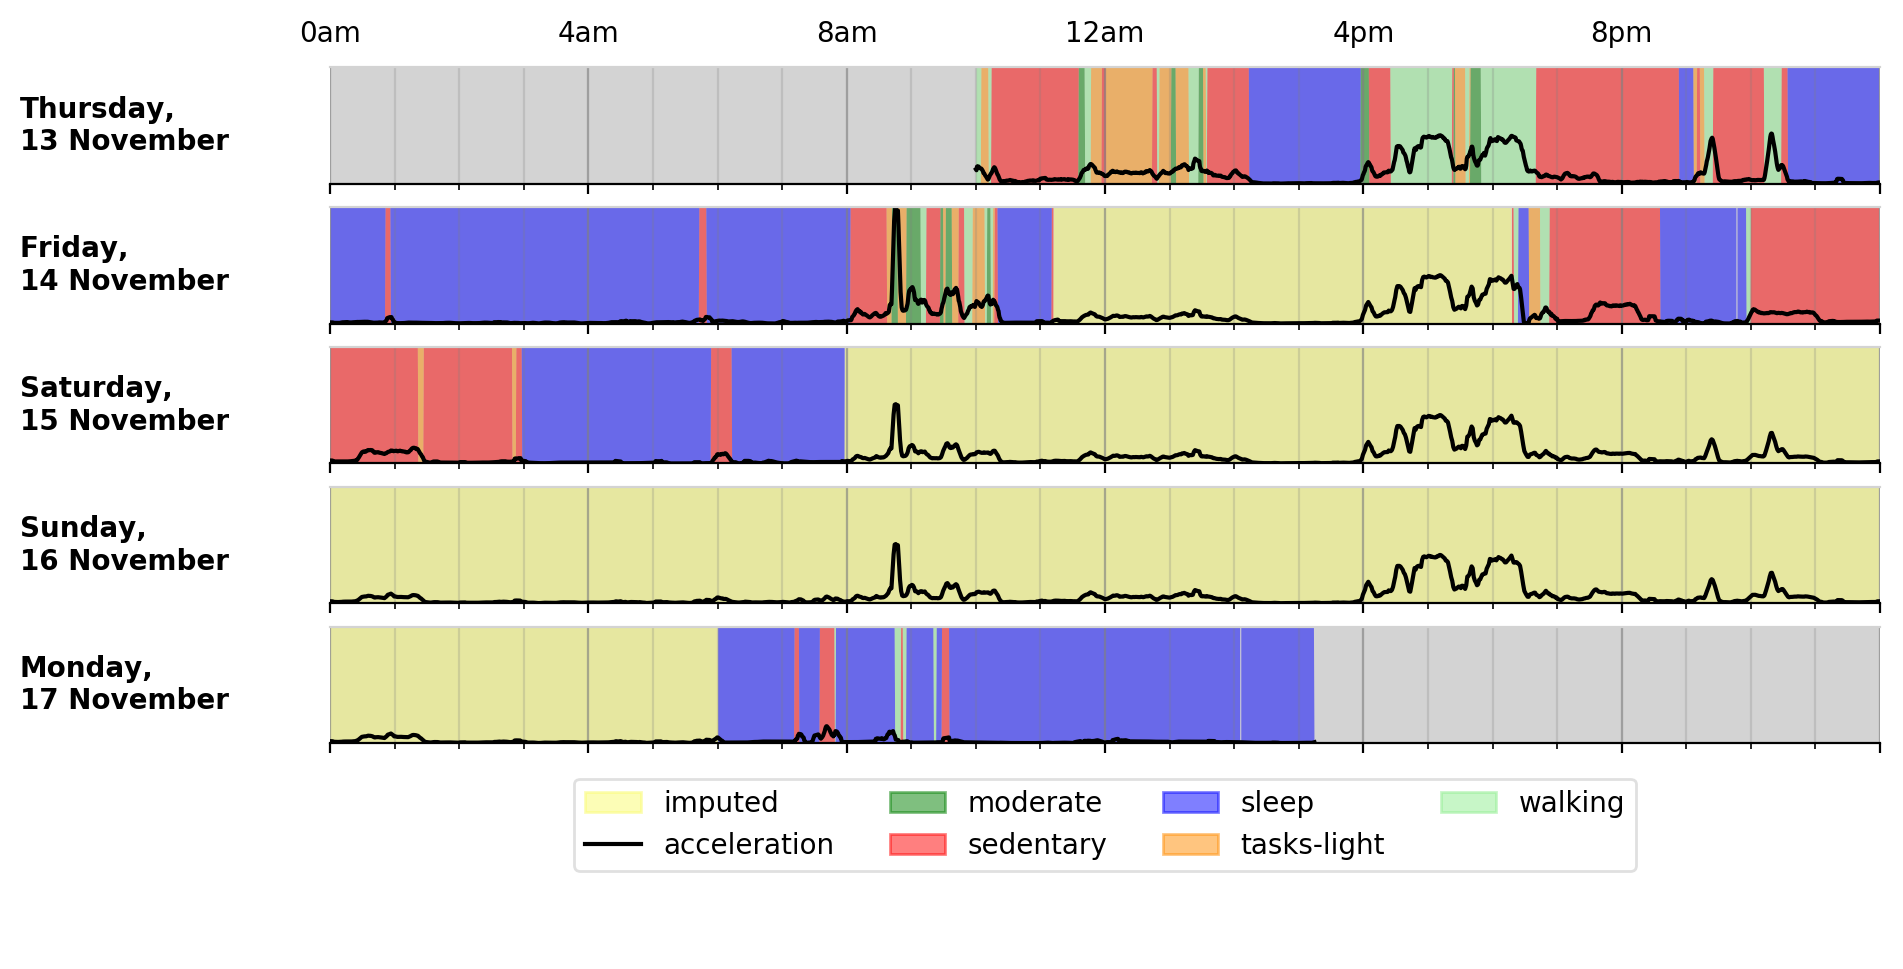 0am 4am 8am 12am 4pm 8pm
Thursday,
13 November
Friday,
14 November
Saturday,
15 November
Sunday,
16 November
Monday,
17 November
imputed moderate sleep walking
acceleration sedentary tasks-light